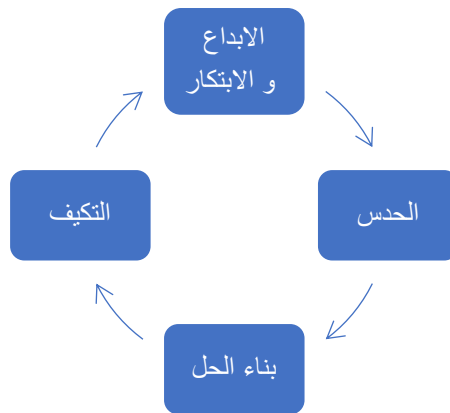 الابداع
و الابتكار
الحدس
بناء الحل
التكيف